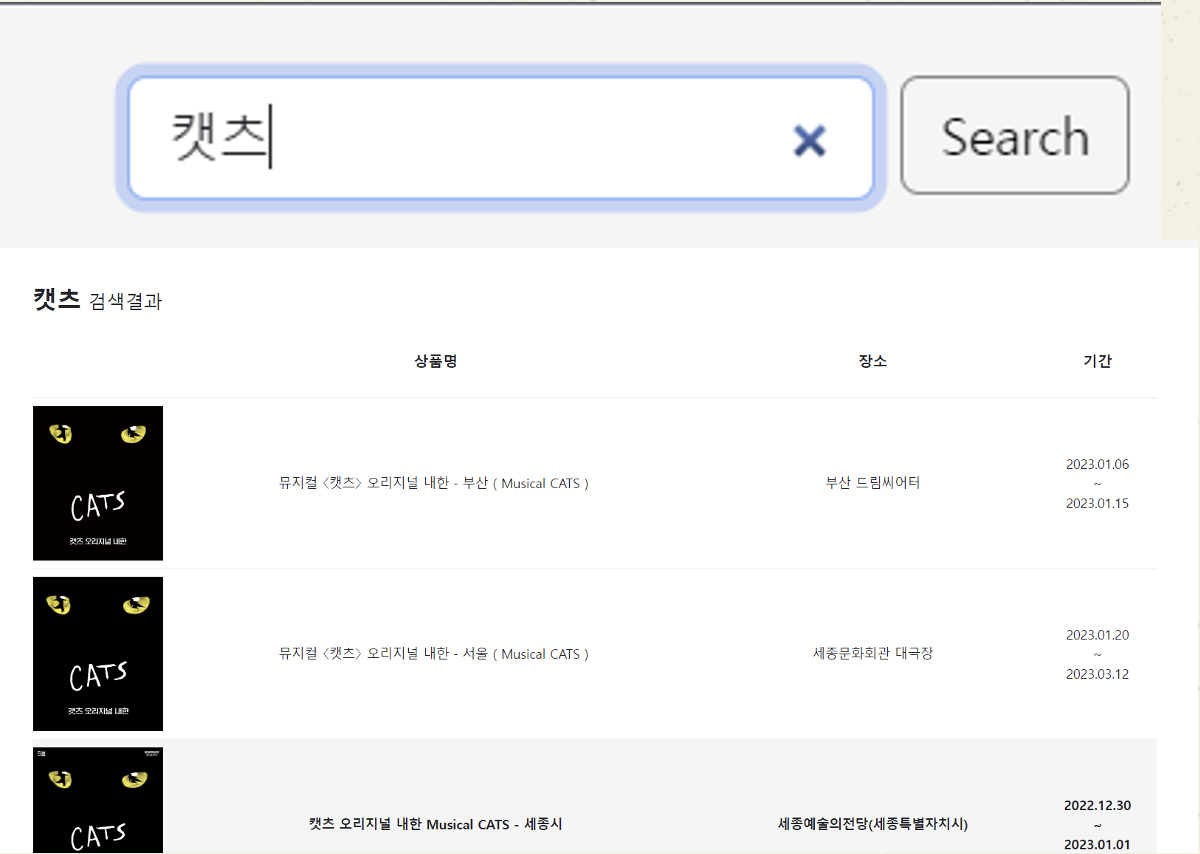 캣츠
Search
캣츠 검색결과
상품명 장소 기간
CATS
캣츠 오리지널 내한
뮤지컬 〈캣츠〉 오리지널 내한 - 부산 ( Musical CATS )
부산 드림씨어터
2023.01.06
~
2023.01.15
CATS
캣츠 오리지널 내한
뮤지컬 〈캣츠〉 오리지널 내한 - 서울 ( Musical CATS )
세종문화회관 대극장
2023.01.20
~
2023.03.12
CATS
캣츠 오리지널 내한 Musical CATS - 세종시
세종예술의전당(세종특별자치시)
2022.12.30
~
2023.01.01